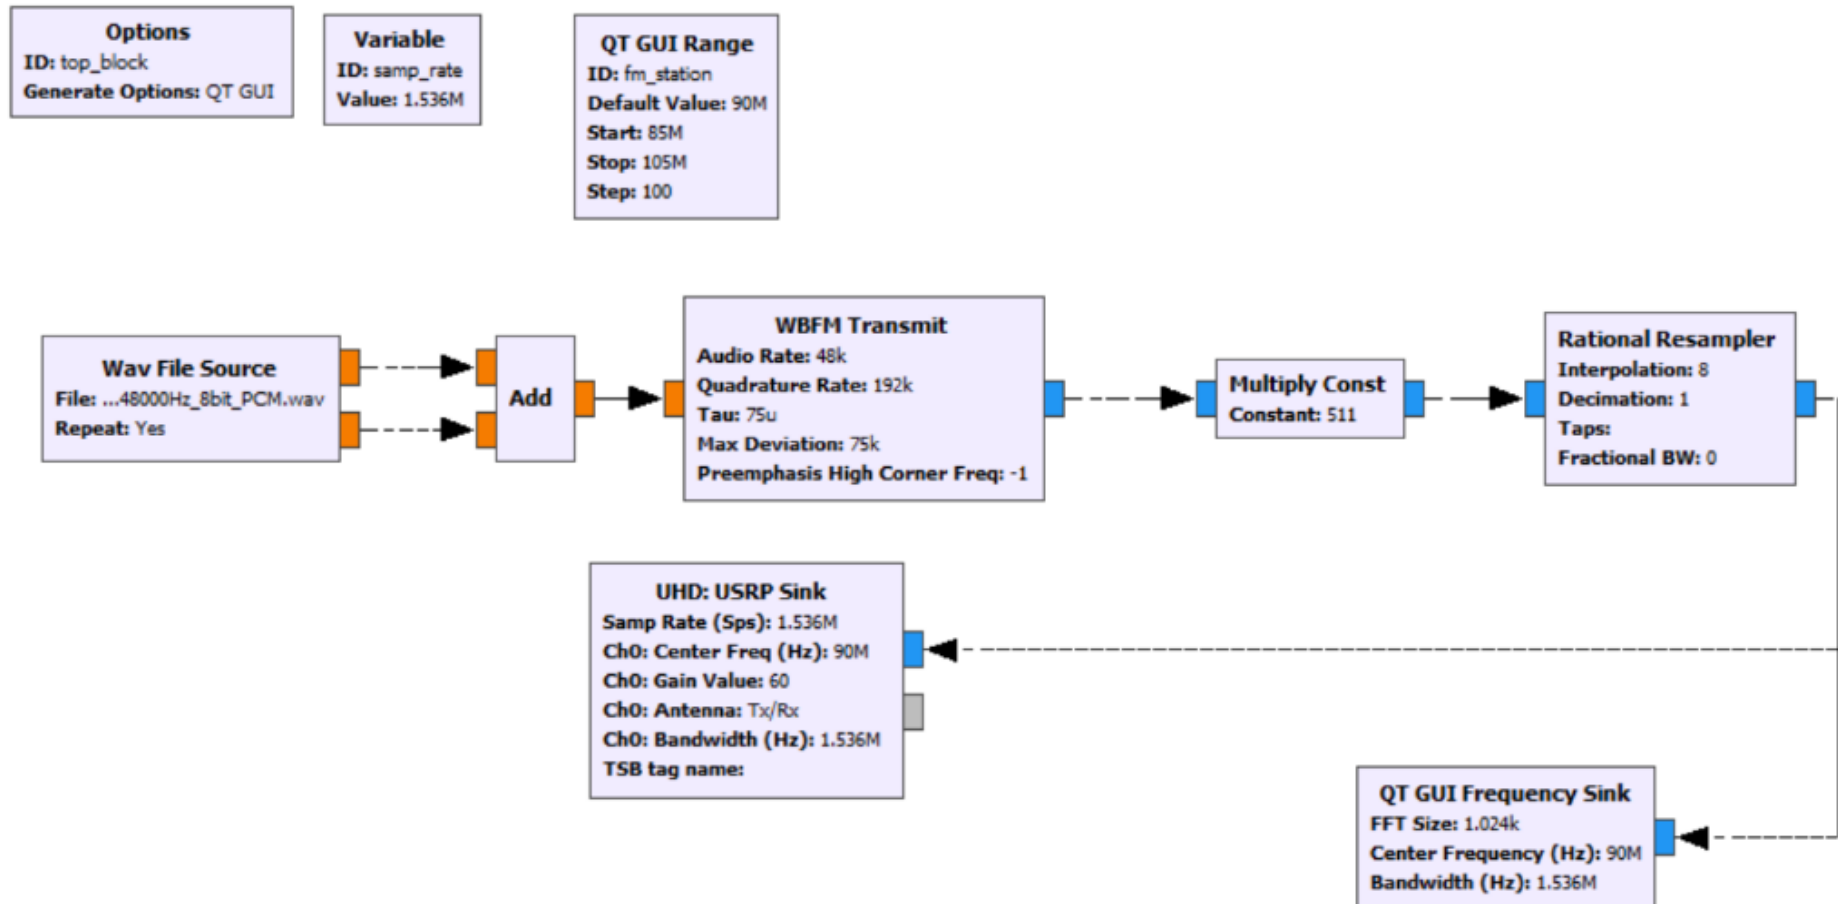 Options
ID: top_block
Generate Options: QT GUI
Variable
ID: samp_rate
Value: 1.536M
QT GUI Range
ID: fm_station
Default Value: 90M
Start: 85M
Stop: 105M
Step: 100
Wav File Source
File: ...48000Hz_8bit_PCM.wav
Repeat: Yes
Add
WBFM Transmit
Audio Rate: 48k
Quadrature Rate: 192k
Tau: 75u
Max Deviation: 75k
Preemphasis High Corner Freq: -1
Multiply Const
Constant: 511
Rational Resampler
Interpolation: 8
Decimation: 1
Taps:
Fractional BW: 0
UHD: USRP Sink
Samp Rate (Sps): 1.536M
Ch0: Center Freq (Hz): 90M
Ch0: Gain Value: 60
Ch0: Antenna: Tx/Rx
Ch0: Bandwidth (Hz): 1.536M
TSB tag name:
QT GUI Frequency Sink
FFT Size: 1.024k
Center Frequency (Hz): 90M
Bandwidth (Hz): 1.536M